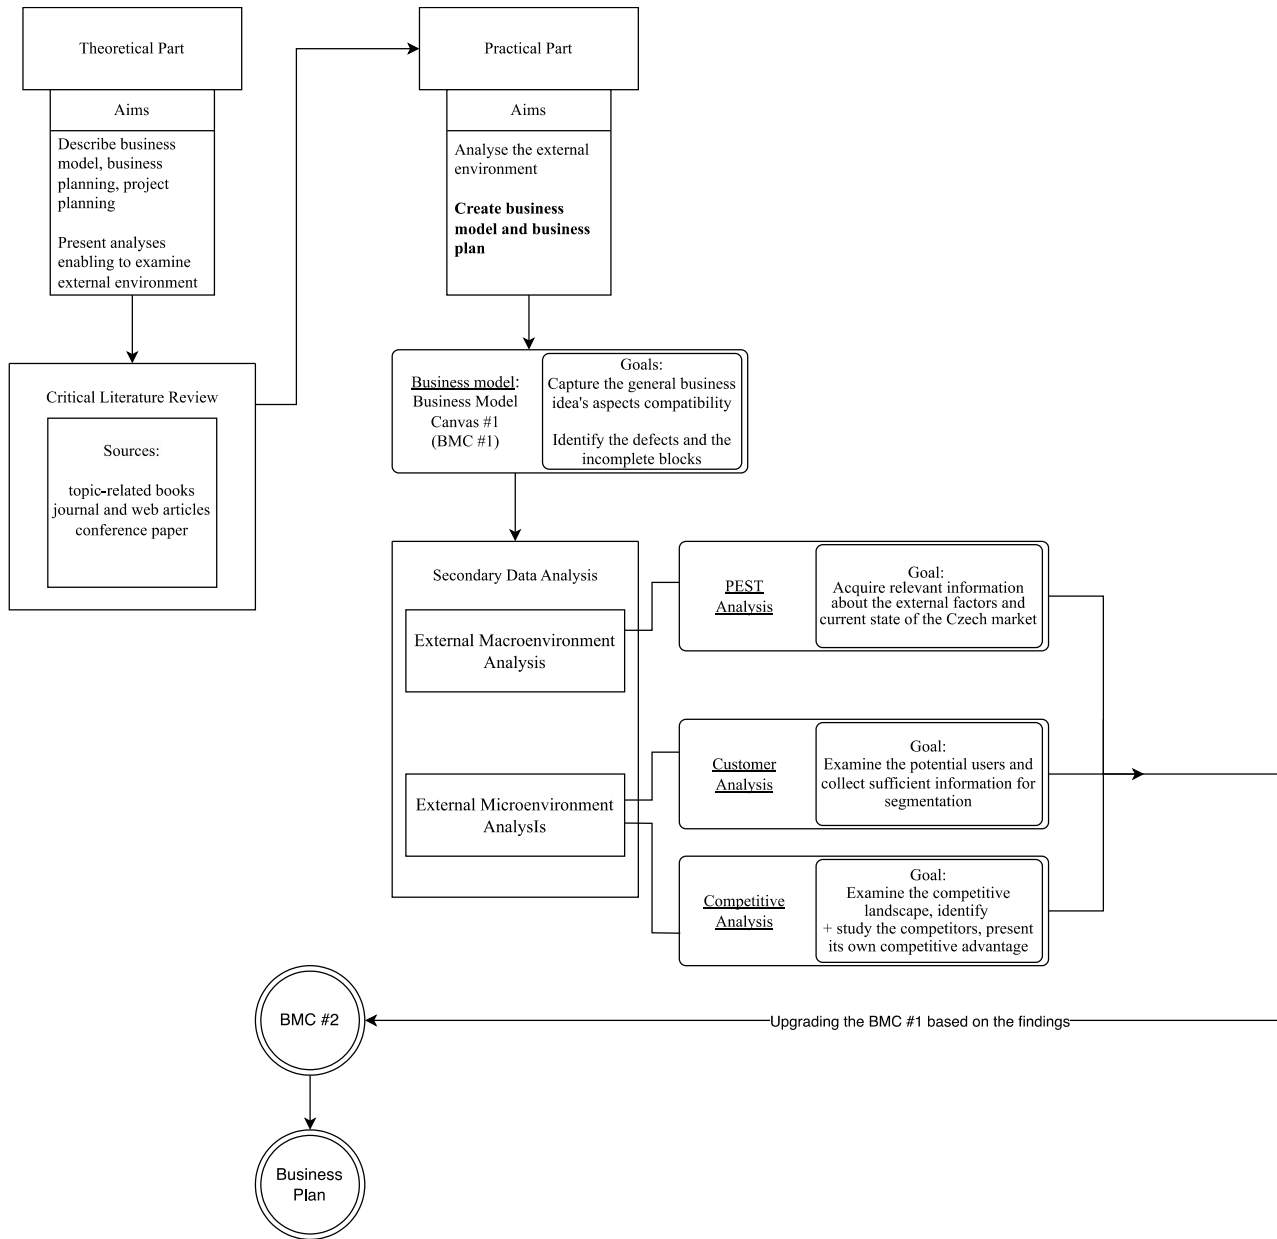 Theoretical Part
Aims
Describe business
model, business
planning, project
planning
Present analyses
enabling to examine
external environment
Critical Literature Review
Sources:
topic-related books
journal and web articles
conference paper
Practical Part
Aims
Analyse the external
environment
Create business
model and business
plan
Business model:
Business Model
Canvas #1
(BMC #1)
Goals:
Capture the general business
idea's aspects compatibility
Identify the defects and the
incomplete blocks
Secondary Data Analysis
External Macroenvironment
Analysis
External Microenvironment
AnalysIs
PEST
Analysis
Goal:
Acquire relevant information
about the external factors and
current state of the Czech market
Customer
Analysis
Goal:
Examine the potential users and
collect sufficient information for
segmentation
Competitive
Analysis
Goal:
Examine the competitive
landscape, identify
+ study the competitors, present
its own competitive advantage
Upgrading the BMC #1 based on the findings
BMC #2
Business
Plan